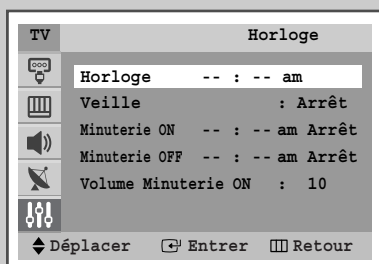 TV Horloge
Horloge -- : -- am
Veille : Arrêt
Minuterie ON -- : -- am Arrêt
Minuterie OFF -- : -- am Arrêt
Volume Minuterie ON : 10
Déplacer Entrer Retour